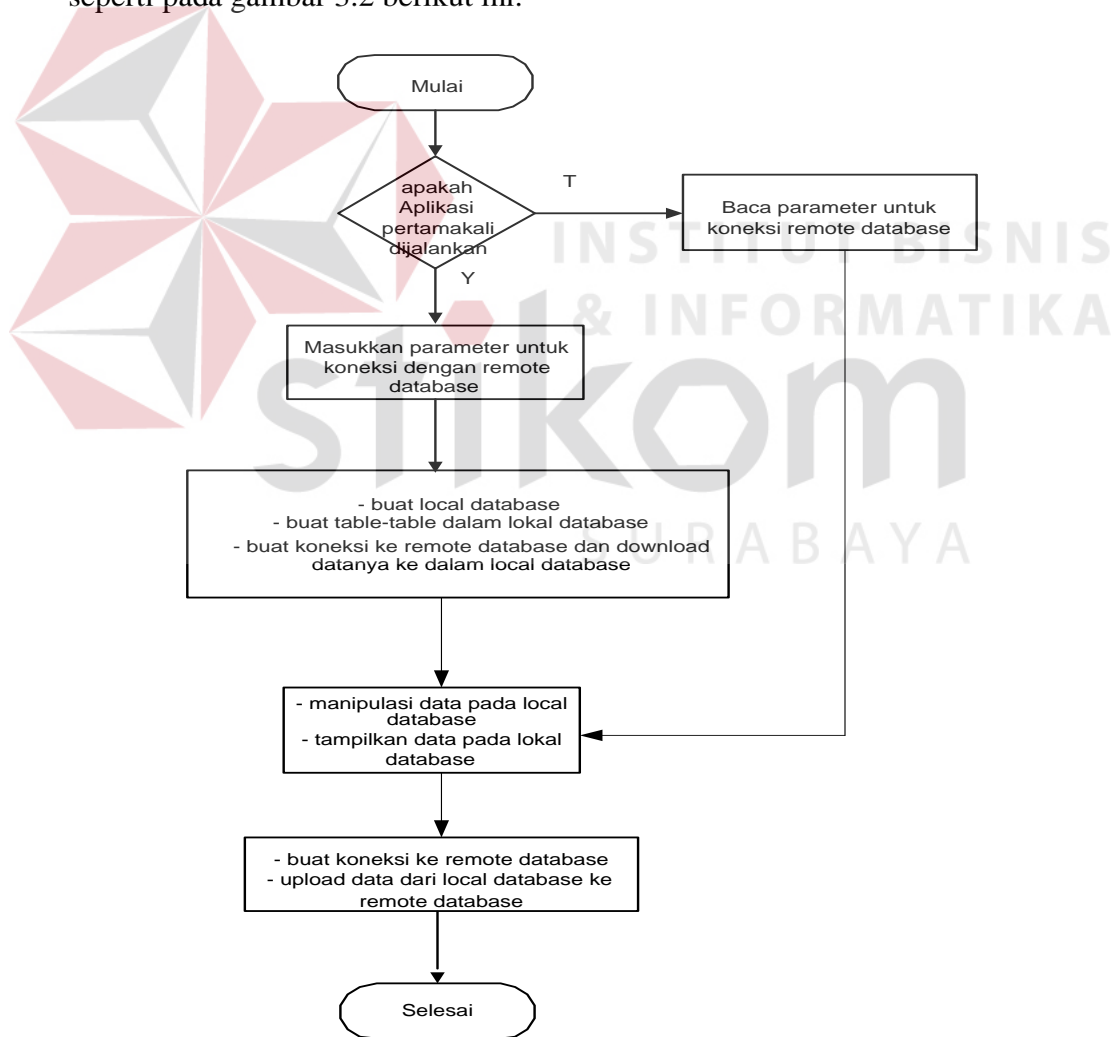 seperti pada gambar 3.2 berikut ini.
Mulai
apakah
Aplikasi
pertamakali
dijalankan
T
Baca parameter untuk
koneksi remote database
Y
INSTITUT BISNIS
& INFORMATIKA
stikom
SURABAYA
Masukkan parameter untuk
koneksi dengan remote
database
- buat local database
- buat table-table dalam lokal database
- buat koneksi ke remote database dan download
datanya ke dalam local database
- manipulasi data pada local
database
- tampilkan data pada lokal
database
- buat koneksi ke remote database
- upload data dari local database ke
remote database
Selesai